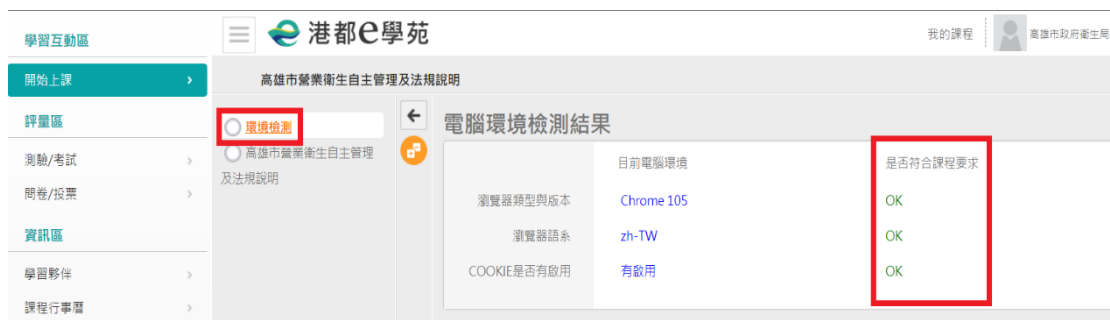 學習互動區
開始上課
評量區
測驗/考試
問卷/投票
資訊區
學習夥伴
課程行事曆
港都e學苑
我的課程
高雄市政府衛生局
高雄市營業衛生自主管理及法規說明
環境檢測
高雄市營業衛生自主管理
及法規說明
電腦環境檢測結果
目前電腦環境 是否符合課程要求
瀏覽器類型與版本 Chrome 105 OK
瀏覽器語系 zh-TW OK
COOKIE是否有啟用 有啟用 OK